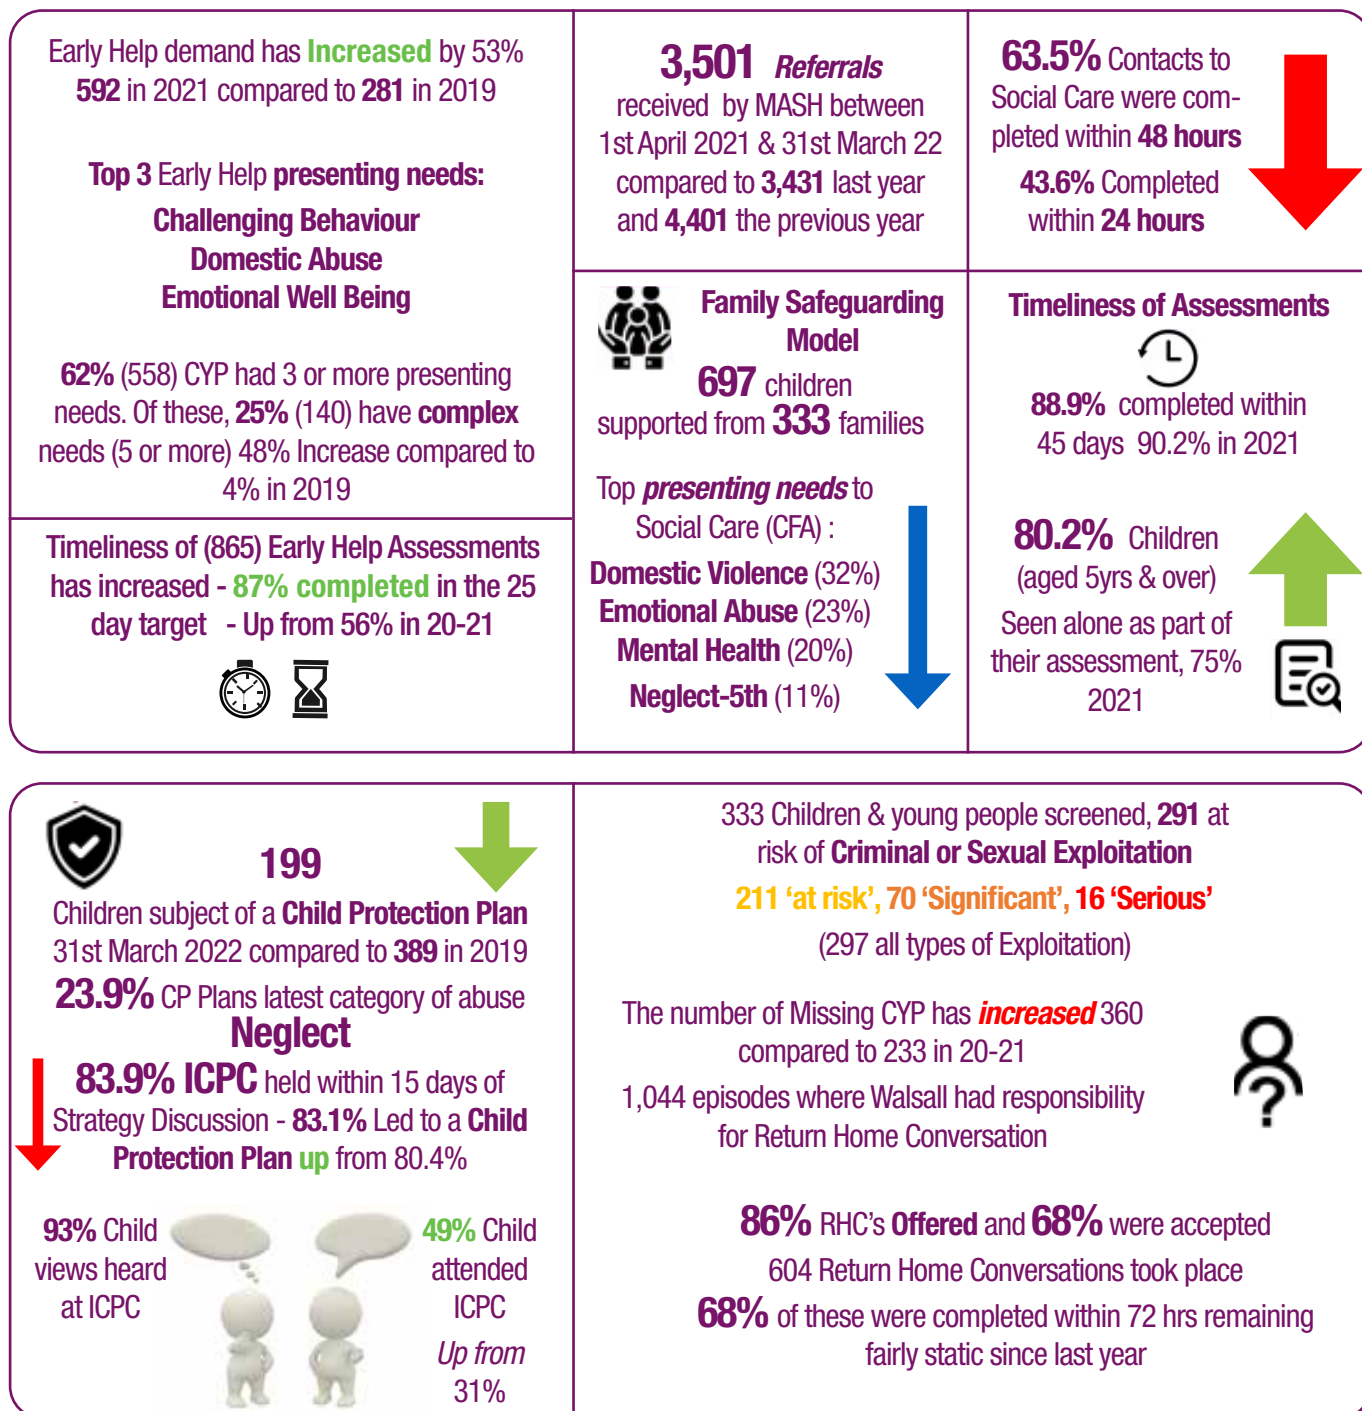 Early Help demand has Increased by 53%
592 in 2021 compared to 281 in 2019
Top 3 Early Help presenting needs:
Challenging Behaviour
Domestic Abuse
Emotional Well Being
62% (558) CYP had 3 or more presenting
needs. Of these, 25% (140) have complex
needs (5 or more) 48% Increase compared to
4% in 2019
Timeliness of (865) Early Help Assessments
has increased - 87% completed in the 25
day target - Up from 56% in 20-21
3,501 Referrals
received by MASH between
1st April 2021 & 31st March 22
compared to 3,431 last year
and 4,401 the previous year
Family Safeguarding
Model
697 children
supported from 333 families
Top presenting needs to
Social Care (CFA) :
Domestic Violence (32%)
Emotional Abuse (23%)
Mental Health (20%)
Neglect-5th (11%)
63.5% Contacts to
Social Care were com-
pleted within 48 hours
43.6% Completed
within 24 hours
Timeliness of Assessments
88.9% completed within
45 days 90.2% in 2021
80.2% Children
(aged 5yrs & over)
Seen alone as part of
their assessment, 75%
2021
199
Children subject of a Child Protection Plan
31st March 2022 compared to 389 in 2019
23.9% CP Plans latest category of abuse
Neglect
83.9% ICPC held within 15 days of
Strategy Discussion - 83.1% Led to a Child
Protection Plan up from 80.4%
93% Child
views heard
at ICPC
49% Child
attended
ICPC
Up from
31%
333 Children & young people screened, 291 at
risk of Criminal or Sexual Exploitation
211 ‘at risk’, 70 ‘Significant’, 16 ‘Serious’
(297 all types of Exploitation)
The number of Missing CYP has increased 360
compared to 233 in 20-21
1,044 episodes where Walsall had responsibility
for Return Home Conversation
86% RHC's Offered and 68% were accepted
604 Return Home Conversations took place
68% of these were completed within 72 hrs remaining
fairly static since last year